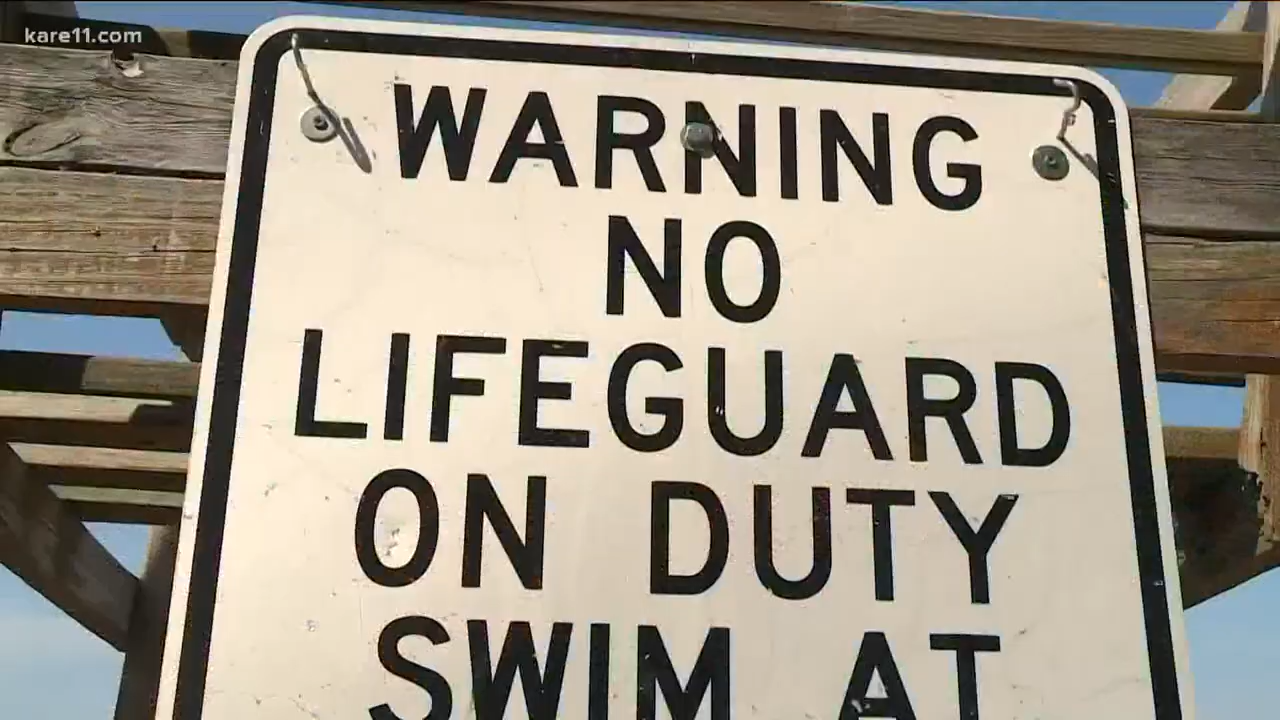 kare11.com
WARNING
NO
LIFEGUARD
ON DUTY
SWIM AT